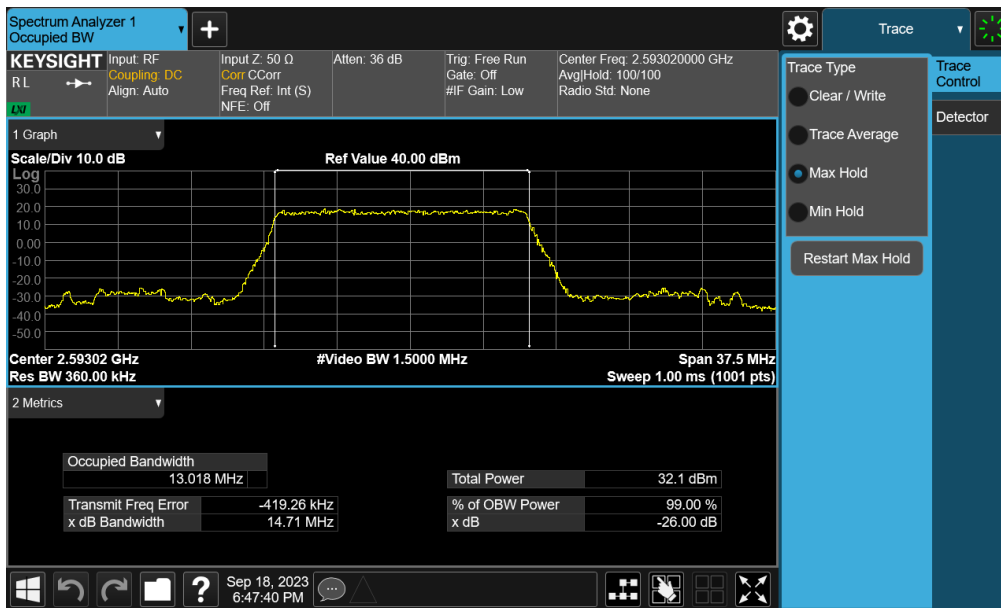 Spectrum Analyzer 1
Occupied BW
+
Trace
KEYSIGHT
R L
LXI
Input: RF
Coupling: DC
Align: Auto
Input Z: 50 Ω
Corr CCorr
Freq Ref: Int (S)
NFE: Off
Atten: 36 dB
Trig: Free Run
Gate: Off
#IF Gain: Low
Center Freq: 2.593020000 GHz
Avg|Hold: 100/100
Radio Std: None
1 Graph
Scale/Div 10.0 dB
Ref Value 40.00 dBm
Log
30.0
20.0
10.0
0.00
-10.0
-20.0
-30.0
-40.0
-50.0
Center 2.59302 GHz
#Video BW 1.5000 MHz
Span 37.5 MHz
Res BW 360.00 kHz
Sweep 1.00 ms (1001 pts)
2 Metrics
Occupied Bandwidth
13.018 MHz
Total Power 32.1 dBm
Transmit Freq Error -419.26 kHz
% of OBW Power 99.00 %
x dB Bandwidth 14.71 MHz
x dB -26.00 dB
Trace Type
Clear / Write
Trace Average
Max Hold
Min Hold
Restart Max Hold
Trace
Control
Detector
?
Sep 18, 2023
6:47:40 PM